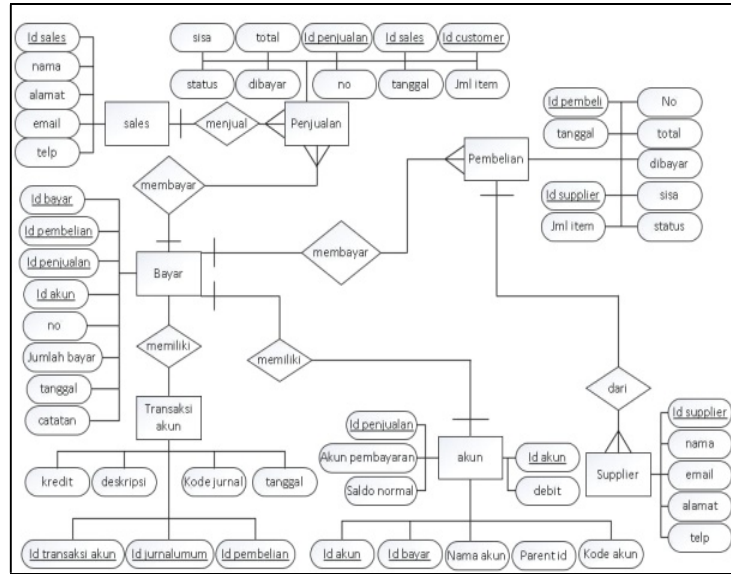 Id sales
nama
alamat
email
telp
sales
menjual
sisa
total
Id penjualan
Id sales
Id customer
status
dibayar
no
tanggal
Jml item
Penjualan
Id pembeli
No
tanggal
total
dibayar
Id supplier
sisa
Jml item
status
Pembelian
membayar
membayar
Id bayar
Id pembelian
Id penjualan
Id akun
no
Jumlah bayar
tanggal
catatan
Bayar
memiliki
memiliki
dari
Transaksi
akun
kredit
deskripsi
Kode jurnal
tanggal
Id transaksi akun
Id jurnalumum
Id pembelian
Id penjualan
Akun pembayaran
Saldo normal
akun
Id akun
debit
Id akun
Id bayar
Nama akun
Parent id
Kode akun
Supplier
Id supplier
nama
email
alamat
telp